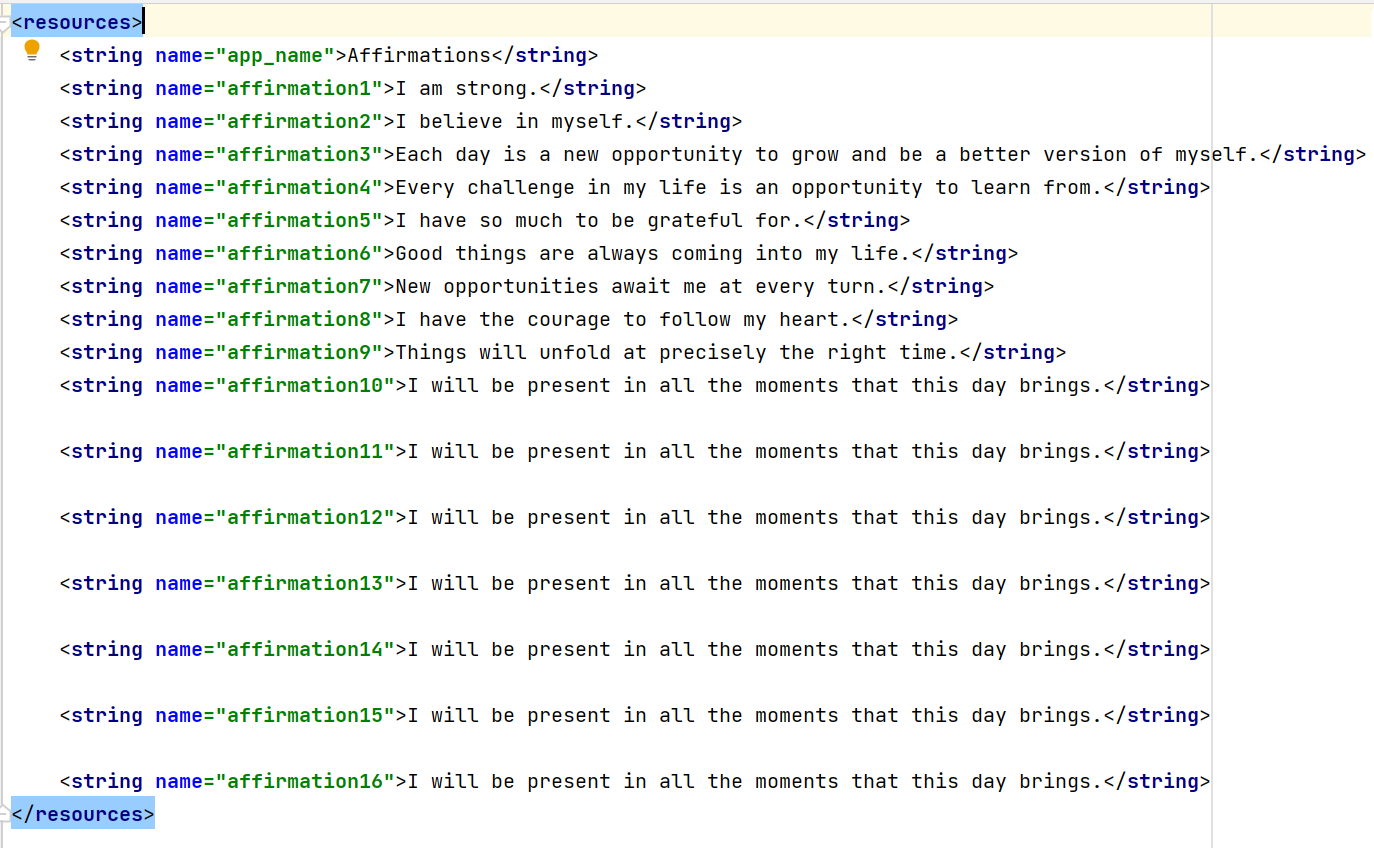 <resources>
    <string name="app_name">Affirmations</string>
    <string name="affirmation1">I am strong.</string>
    <string name="affirmation2">I believe in myself.</string>
    <string name="affirmation3">Each day is a new opportunity to grow and be a better version of myself.</string>
    <string name="affirmation4">Every challenge in my life is an opportunity to learn from.</string>
    <string name="affirmation5">I have so much to be grateful for.</string>
    <string name="affirmation6">Good things are always coming into my life.</string>
    <string name="affirmation7">New opportunities await me at every turn.</string>
    <string name="affirmation8">I have the courage to follow my heart.</string>
    <string name="affirmation9">Things will unfold at precisely the right time.</string>
    <string name="affirmation10">I will be present in all the moments that this day brings.</string>
    <string name="affirmation11">I will be present in all the moments that this day brings.</string>
    <string name="affirmation12">I will be present in all the moments that this day brings.</string>
    <string name="affirmation13">I will be present in all the moments that this day brings.</string>
    <string name="affirmation14">I will be present in all the moments that this day brings.</string>
    <string name="affirmation15">I will be present in all the moments that this day brings.</string>
    <string name="affirmation16">I will be present in all the moments that this day brings.</string>
</resources>